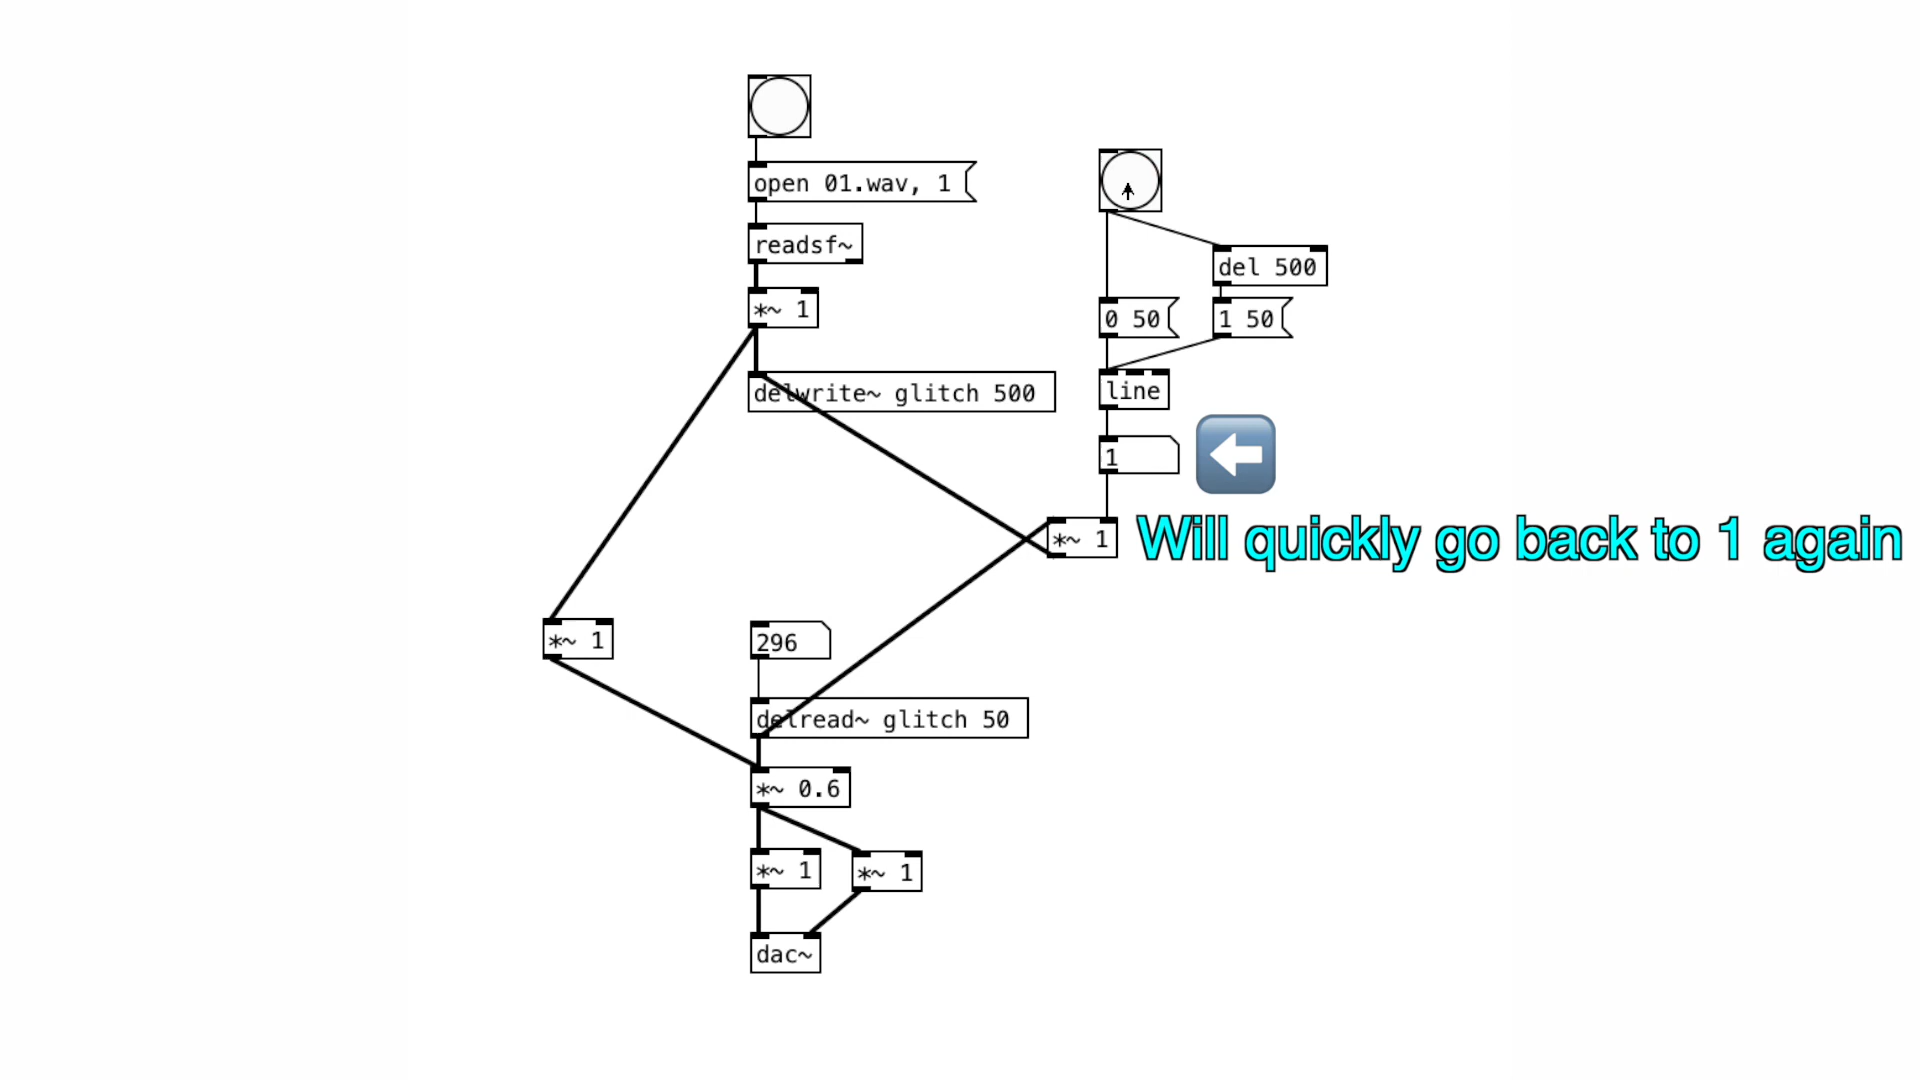 open 01.wav, 1
readsf~
*~ 1
del 500
0 50
1 50
delwrite~ glitch 500
line
1
*~ 1
Will quickly go back to 1 again
*~ 1
296
delread~ glitch 50
*~ 0.6
*~ 1
*~ 1
dac~